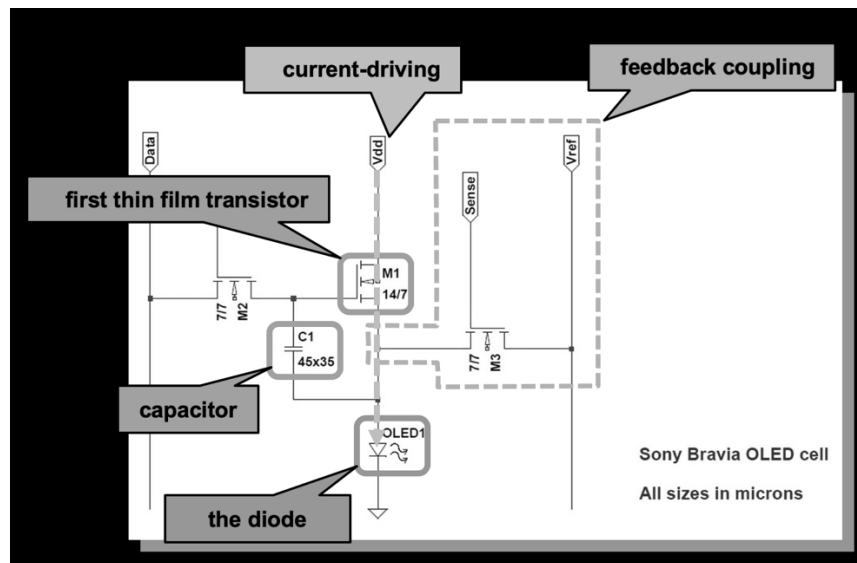 current-driving
feedback coupling
Data
Vdd
Vref
Sense
first thin film transistor
M1
14/7
7/7
M2
C1
45x35
7/7
M3
capacitor
OLED1
the diode
Sony Bravia OLED cell
All sizes in microns